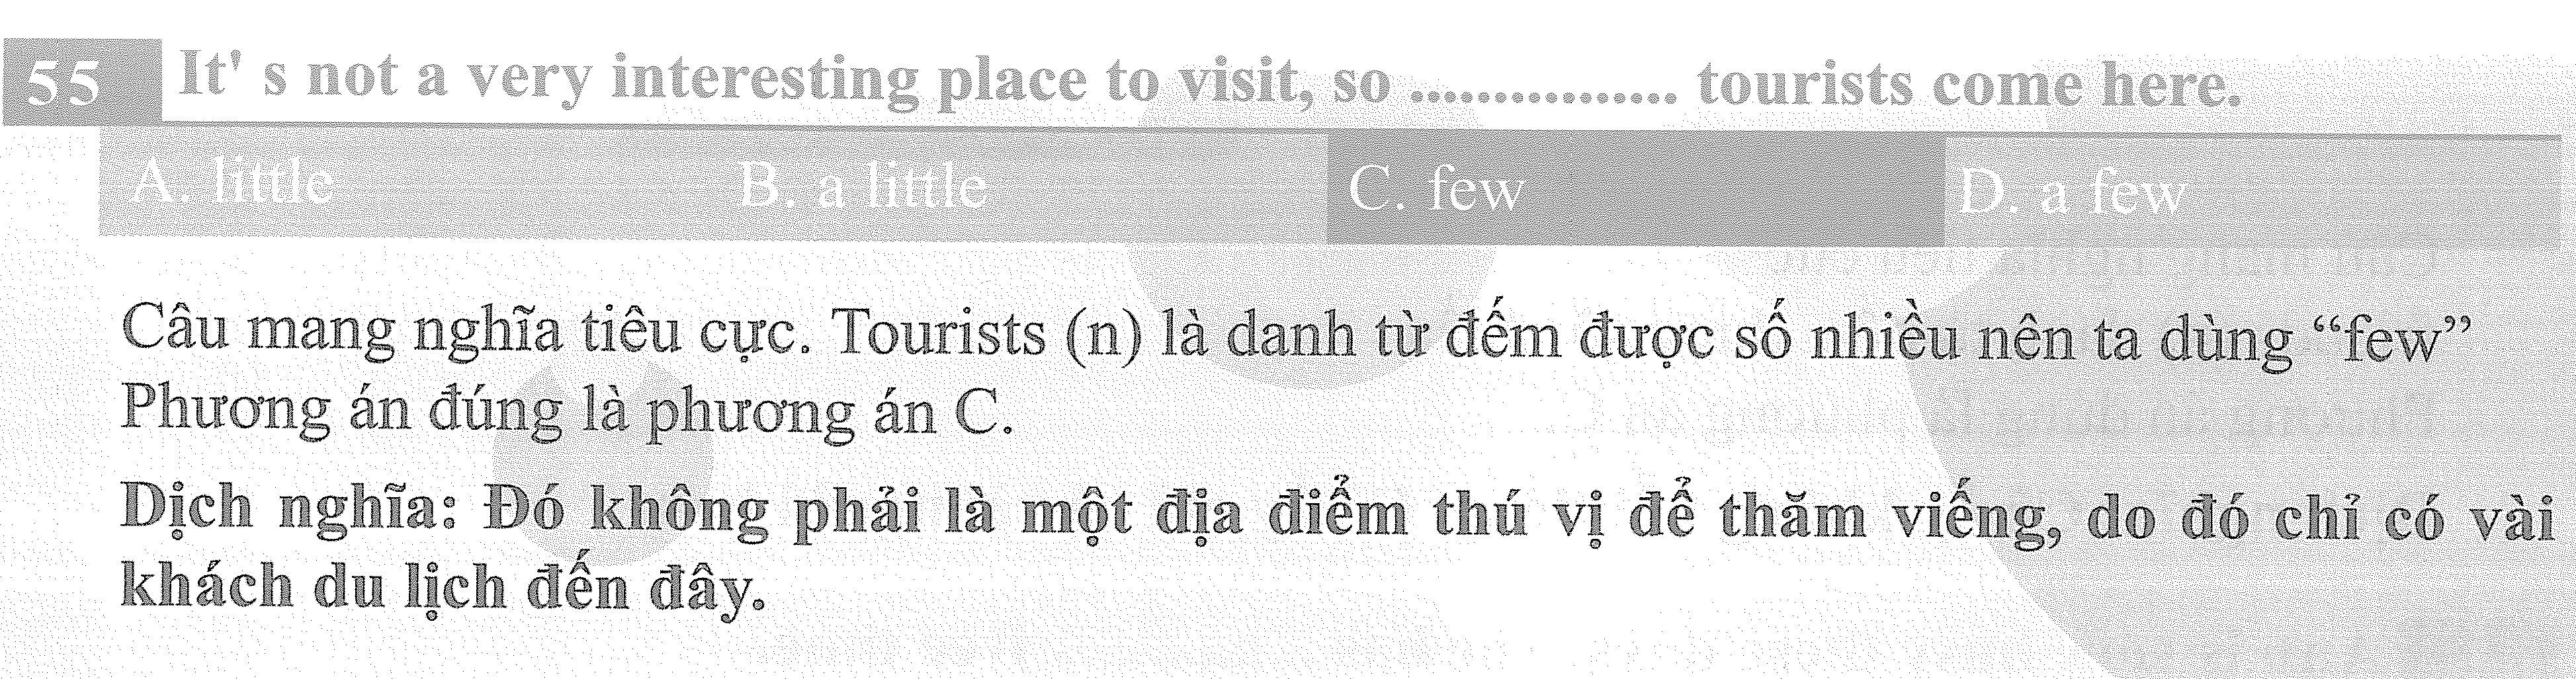 55 It' s not a very interesting place to visit, so ............... tourists come here.
A. little B. a little C. few D. a few
Câu mang nghĩa tiêu cực. Tourists (n) là danh từ đếm được số nhiều nên ta dùng “few”
Phương án đúng là phương án C.
Dịch nghĩa: Đó không phải là một địa điểm thú vị để thăm viếng, do đó chỉ có vài
khách du lịch đến đây.